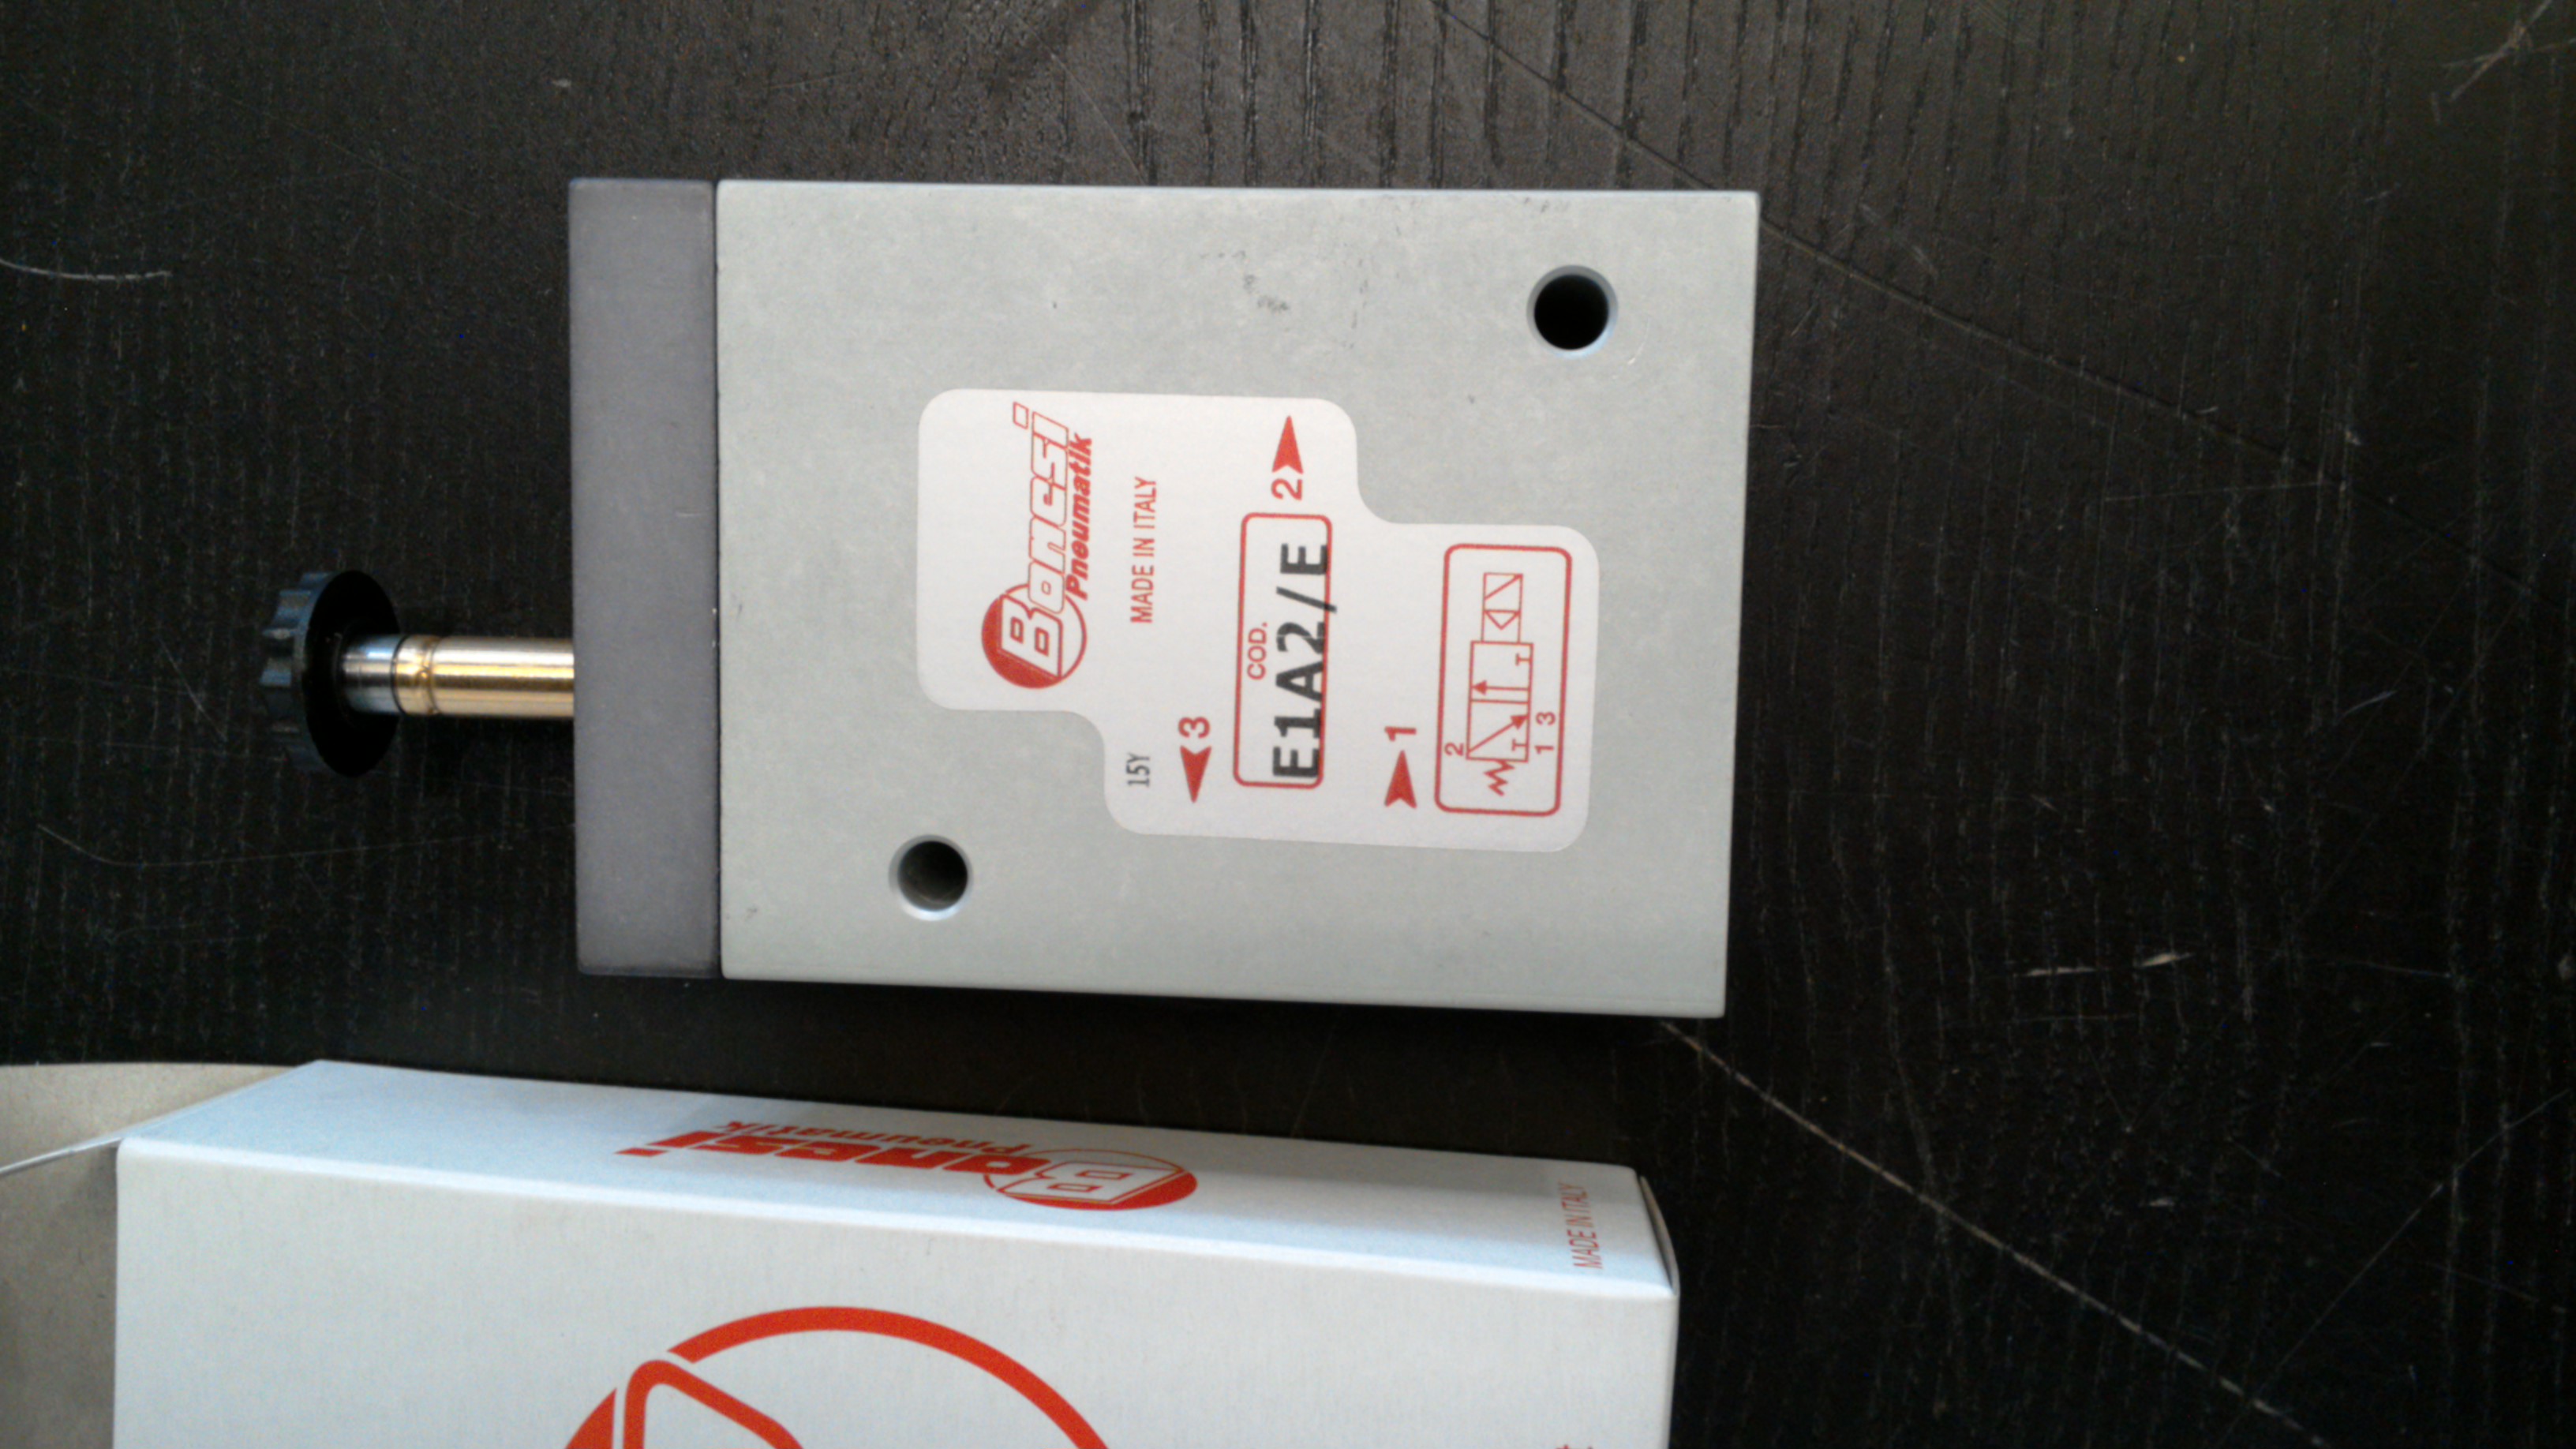 Bonesi
Pneumatik
MADE IN ITALY
15Y
3
COD.
E1A2/E
2
1
2
1 3
Bonesi
Pneumatik
MADE IN ITALY